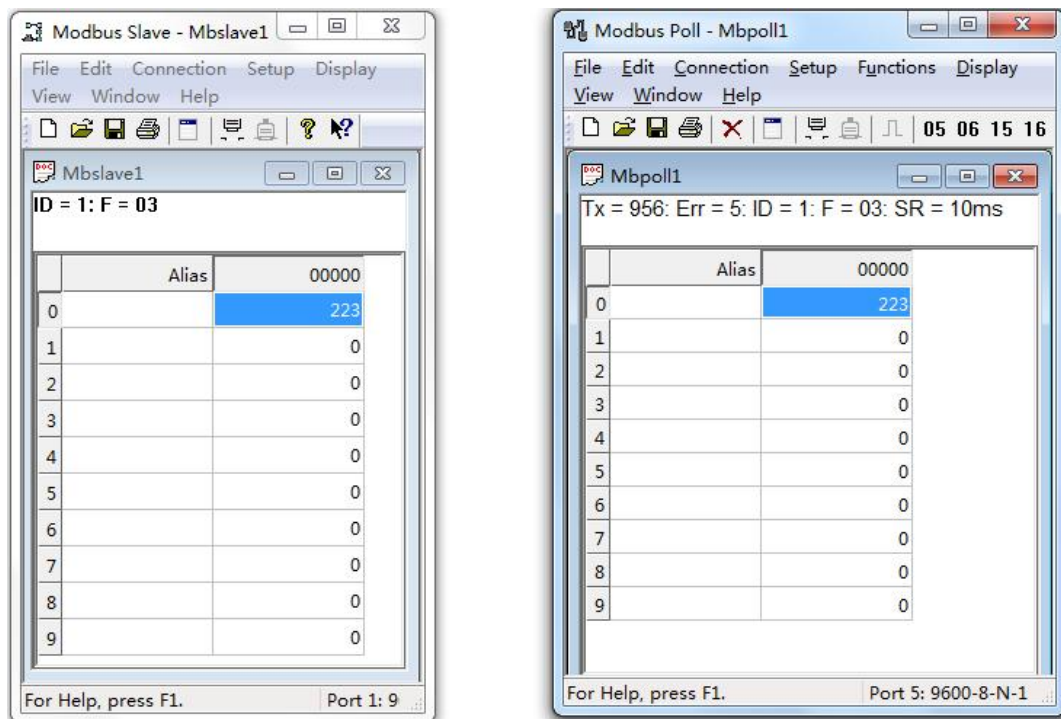 Modbus Slave - Mbslave1
File Edit Connection Setup Display
View Window Help
Mbslave1
ID = 1: F = 03
Alias 00000
0 223
1 0
2 0
3 0
4 0
5 0
6 0
7 0
8 0
9 0
For Help, press F1. Port 1: 9
Modbus Poll - Mbpoll1
File Edit Connection Setup Functions Display
View Window Help
05 06 15 16
Mbpoll1
Tx = 956: Err = 5: ID = 1: F = 03: SR = 10ms
Alias 00000
0 223
1 0
2 0
3 0
4 0
5 0
6 0
7 0
8 0
9 0
For Help, press F1. Port 5: 9600-8-N-1